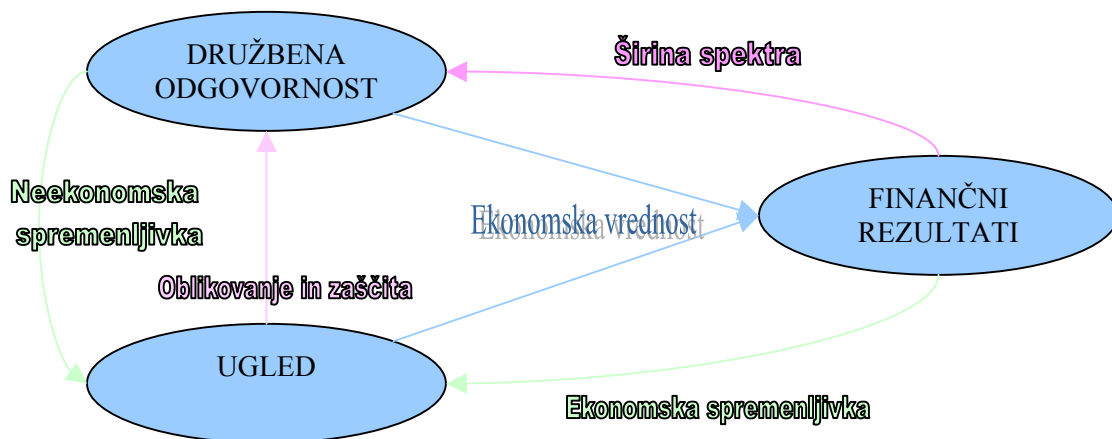 DRUŽBENA
ODGOVORNOST
Širina spektra
Neekonomska
spremenljivka
Ekonomska vrednost
FINANČNI
REZULTATI
Oblikovanje in zaščita
UGLED
Ekonomska spremenljivka